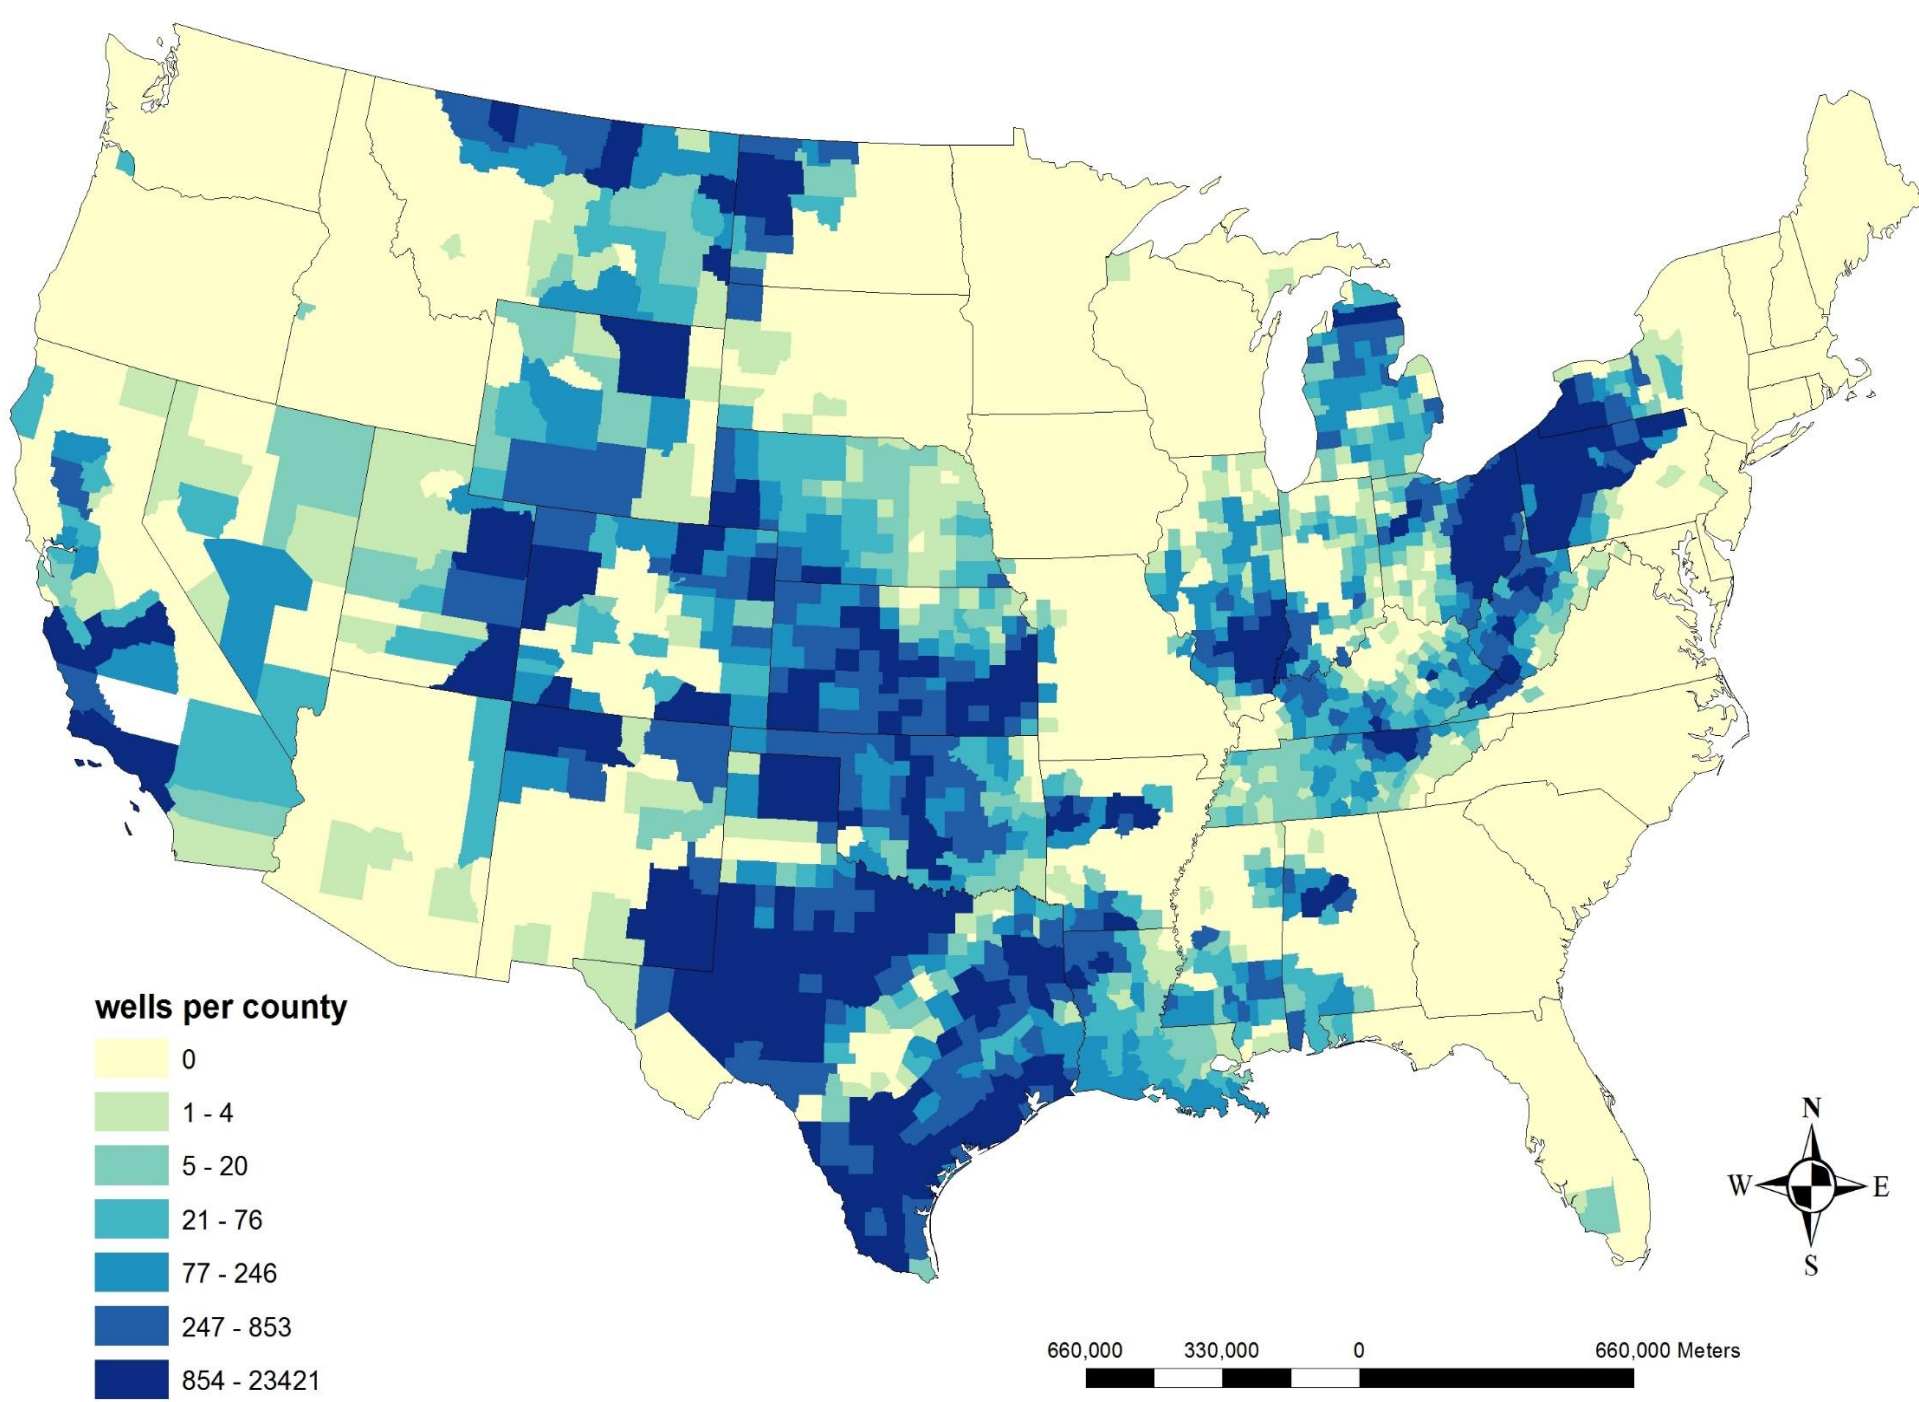 wells per county
0
1 - 4
5 - 20
21 - 76
77 - 246
247 - 853
854 - 23421
N
W E
S
660,000 330,000 0 660,000 Meters